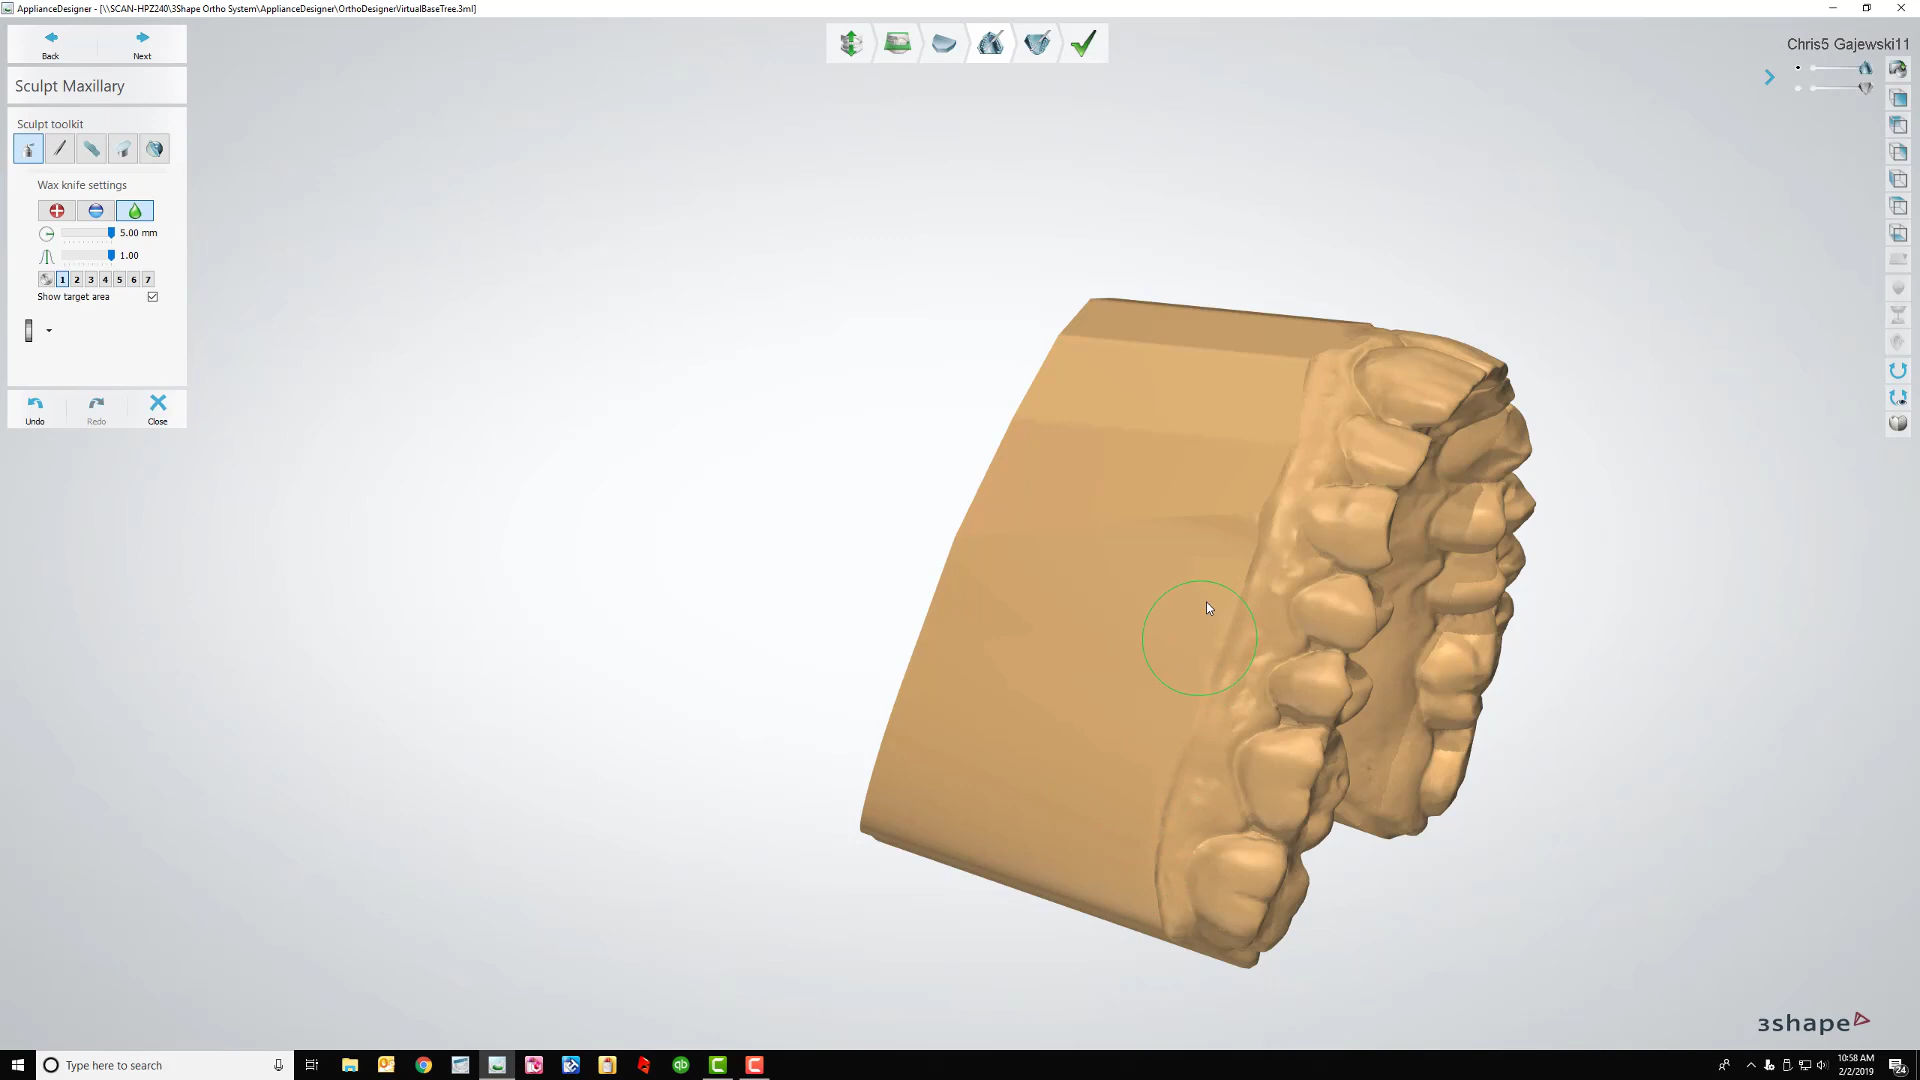 ApplianceDesigner - [\\SCAN-HPZ240\3Shape Ortho System\ApplianceDesigner\OrthoDesignerVirtualBaseTree.3ml]
Back
Next
Chris5 Gajewski11
Sculpt Maxillary
Sculpt toolkit
Wax knife settings
5.00 mm
1.00
1 2 3 4 5 6 7
Show target area
Undo
Redo
Close
3shape
Type here to search
qb
10:58 AM
2/2/2019
24